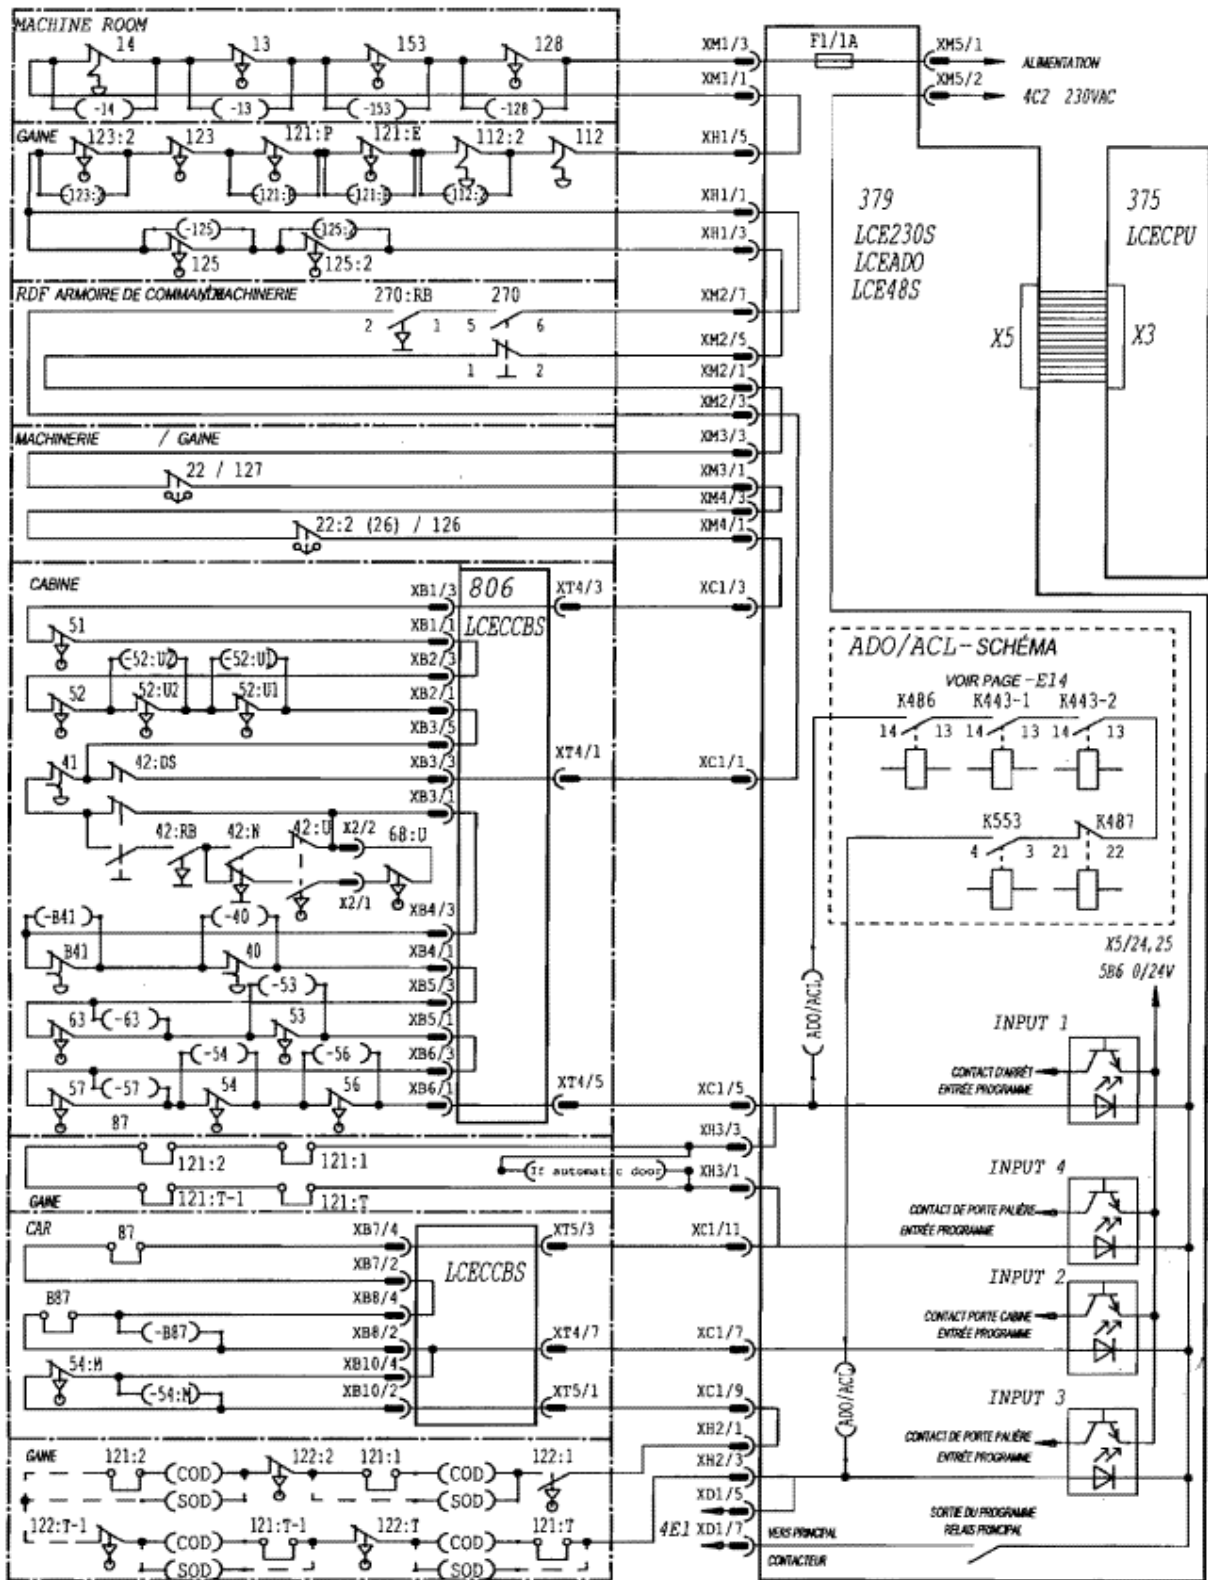 MACHINE ROOM
14 13 153 128
(-14) (-13) (-153) (-128)
XM1/3
XM1/1
F1/1A
XM5/1
ALIMENTATION
XM5/2
4C2 230VAC
GAINE
123:2 123 121:P 121:E 112:2 112
XH1/5
XH1/1
(-125) (-125:2)
125 125:2
XH1/3
379
LCE230S
LCEADO
LCE48S
375
LCECPU
X5
X3
RDF ARMOIRE DE COMMANDE/MACHINERIE
270:RB 270
2 1 5 6
1 2
XM2/7
XM2/5
XM2/1
XM2/3
MACHINERIE / GAINE
XM3/3
22 / 127
XM3/1
XM4/3
22:2 (26) / 126
XM4/1
CABINE
XB1/3
806
LCECCBS
XT4/3
XC1/3
51
XB1/1
(-52:U2) (-52:U1)
XB2/3
52 52:U2 52:U1
XB2/1
XB3/5
41 42:DS
XB3/3
XT4/1
XC1/1
XB3/1
42:RB 42:N 42:U X2/2 68:U
X2/1
(-B41) (-40)
XB4/3
B41 40
XB4/1
(-53)
XB5/3
63 (-63) 53
XB5/1
(-54) (-56)
XB6/3
57 (-57) 54 56
XB6/1
XT4/5
XC1/5
ADO/ACL-SCHÉMA
VOIR PAGE -E14
K486 K443-1 K443-2
14 13 14 13 14 13
K553 K487
4 3 21 22
X5/24,25
5B6 0/24V
ADO/ACL
INPUT 1
CONTACT D'ARRÊT
ENTRÉE PROGRAMME
87
121:2 121:1
XH3/3
(If automatic door)
XH3/1
121:T-1 121:T
GAINE
INPUT 4
CONTACT DE PORTE PALIÈRE
ENTRÉE PROGRAMME
CAR
87
XB7/4
XT5/3
XC1/11
XB7/2
LCECCBS
B87
XB8/4
(-B87)
XB8/2
XT4/7
XC1/7
54:M
XB10/4
XB10/2
XT5/1
XC1/9
INPUT 2
CONTACT PORTE CABINE
ENTRÉE PROGRAMME
ADO/ACL
INPUT 3
CONTACT DE PORTE PALIÈRE
ENTRÉE PROGRAMME
GAINE
121:2 (COD) 122:2 121:1 (COD) 122:1
(SOD) (SOD)
XH2/1
XH2/3
XD1/5
122:T-1 (COD) 121:T-1 122:T (COD) 121:T
(SOD) (SOD)
4E1 XD1/7
VERS PRINCIPAL
CONTACTEUR
SORTIE DU PROGRAMME
RELAIS PRINCIPAL